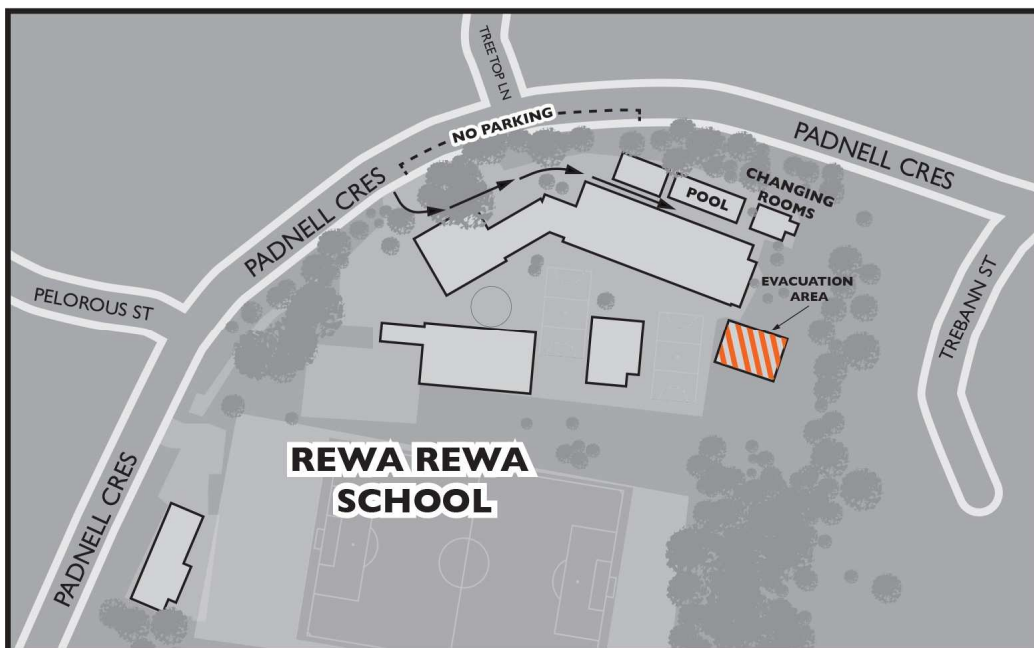 TREE TOP LN
NO PARKING
PADNELL CRES
PADNELL CRES
CHANGING
ROOMS
POOL
PELOROUS ST
EVACUATION
AREA
TREBANN ST
REWA REWA
SCHOOL
PADNELL CRES